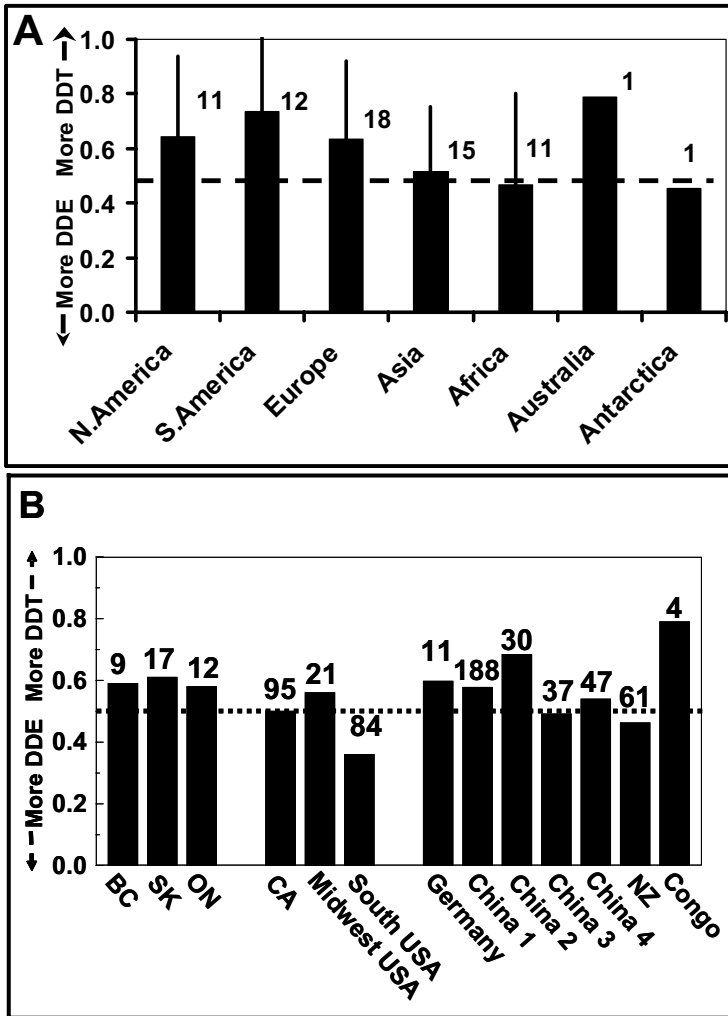 A
More DDT
More DDE
1.0
0.8
0.6
0.4
0.2
0.0
11
12
18
15
11
1
1
N.America
S.America
Europe
Asia
Africa
Australia
Antarctica
B
More DDT
More DDE
1.0
0.8
0.6
0.4
0.2
0.0
9
17
12
95
21
84
11
188
30
37
47
61
4
BC
SK
ON
CA
Midwest USA
South USA
Germany
China 1
China 2
China 3
China 4
NZ
Congo